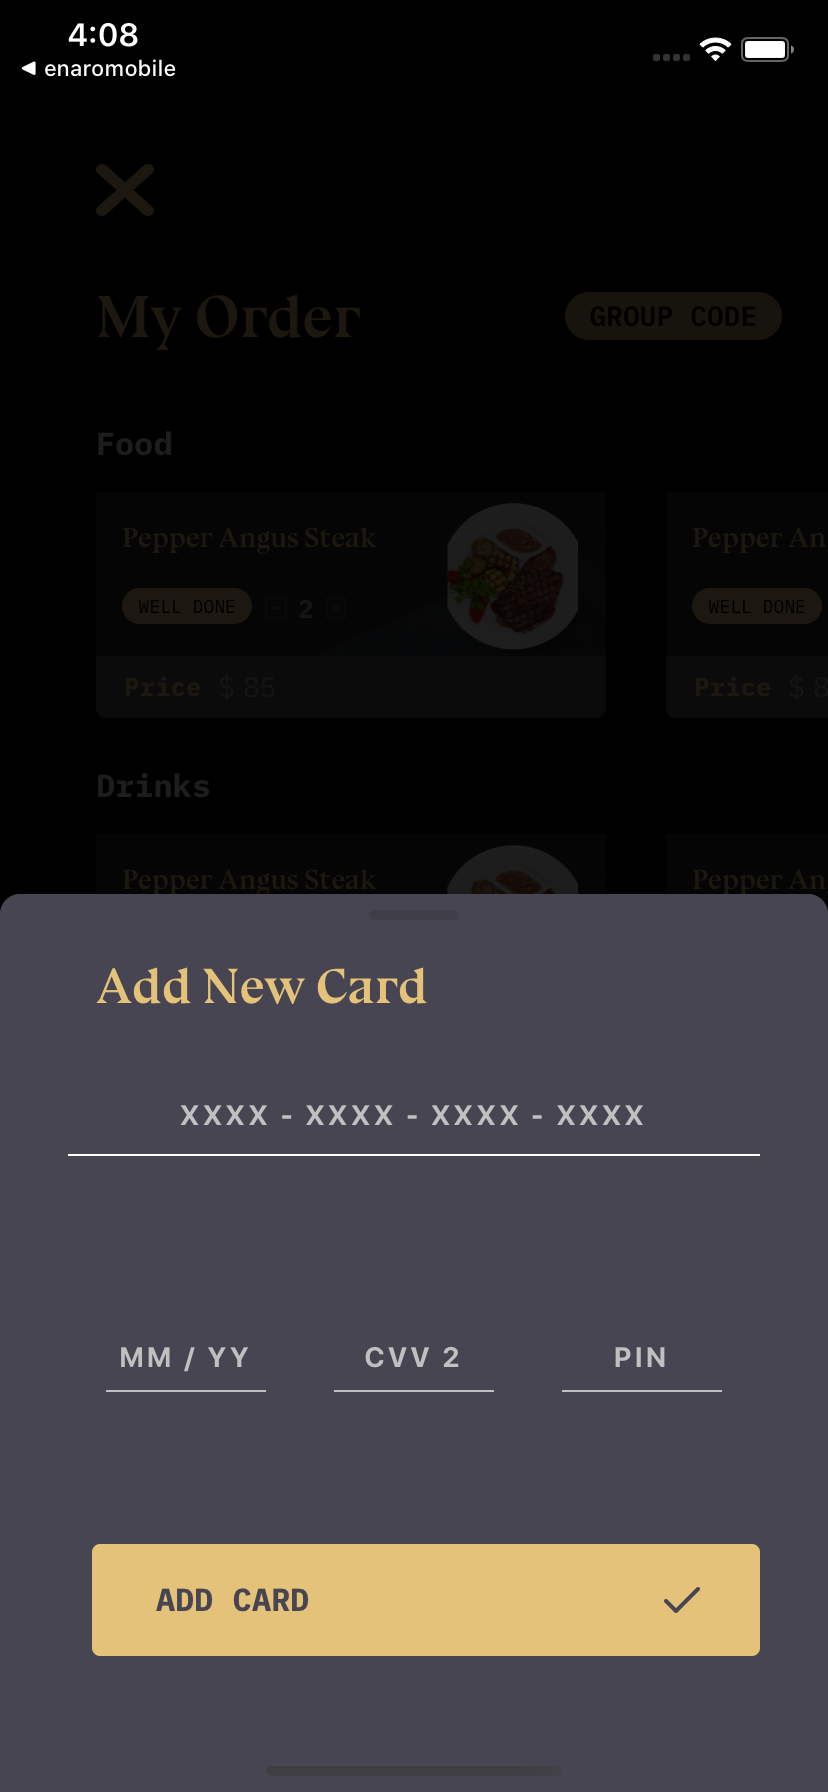 4:08
enaromobile
My Order
GROUP CODE
Food
Pepper Angus Steak
Pepper An
WELL DONE 2
WELL DONE
Price $ 85
Price $ 8
Drinks
Pepper Angus Steak
Pepper An
Add New Card
XXXX - XXXX - XXXX - XXXX
MM / YY CVV 2 PIN
ADD CARD